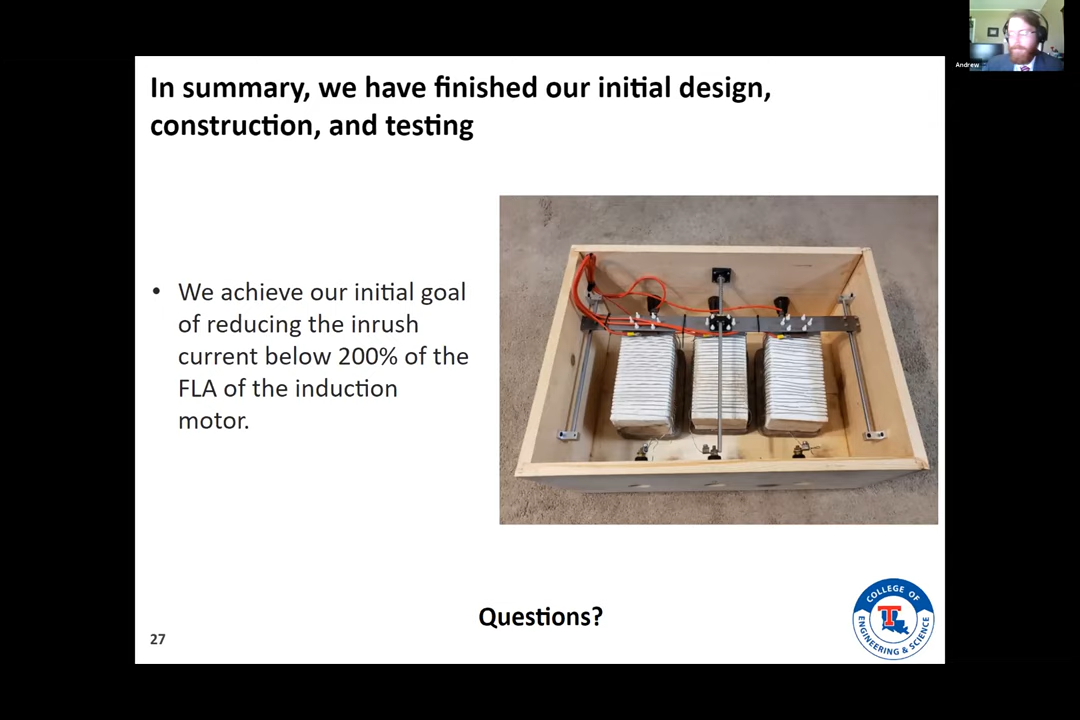 Andrew
In summary, we have finished our initial design,
construction, and testing
• We achieve our initial goal
of reducing the inrush
current below 200% of the
FLA of the induction
motor.
Questions?
27
COLLEGE OF
ENGINEERING & SCIENCE
T